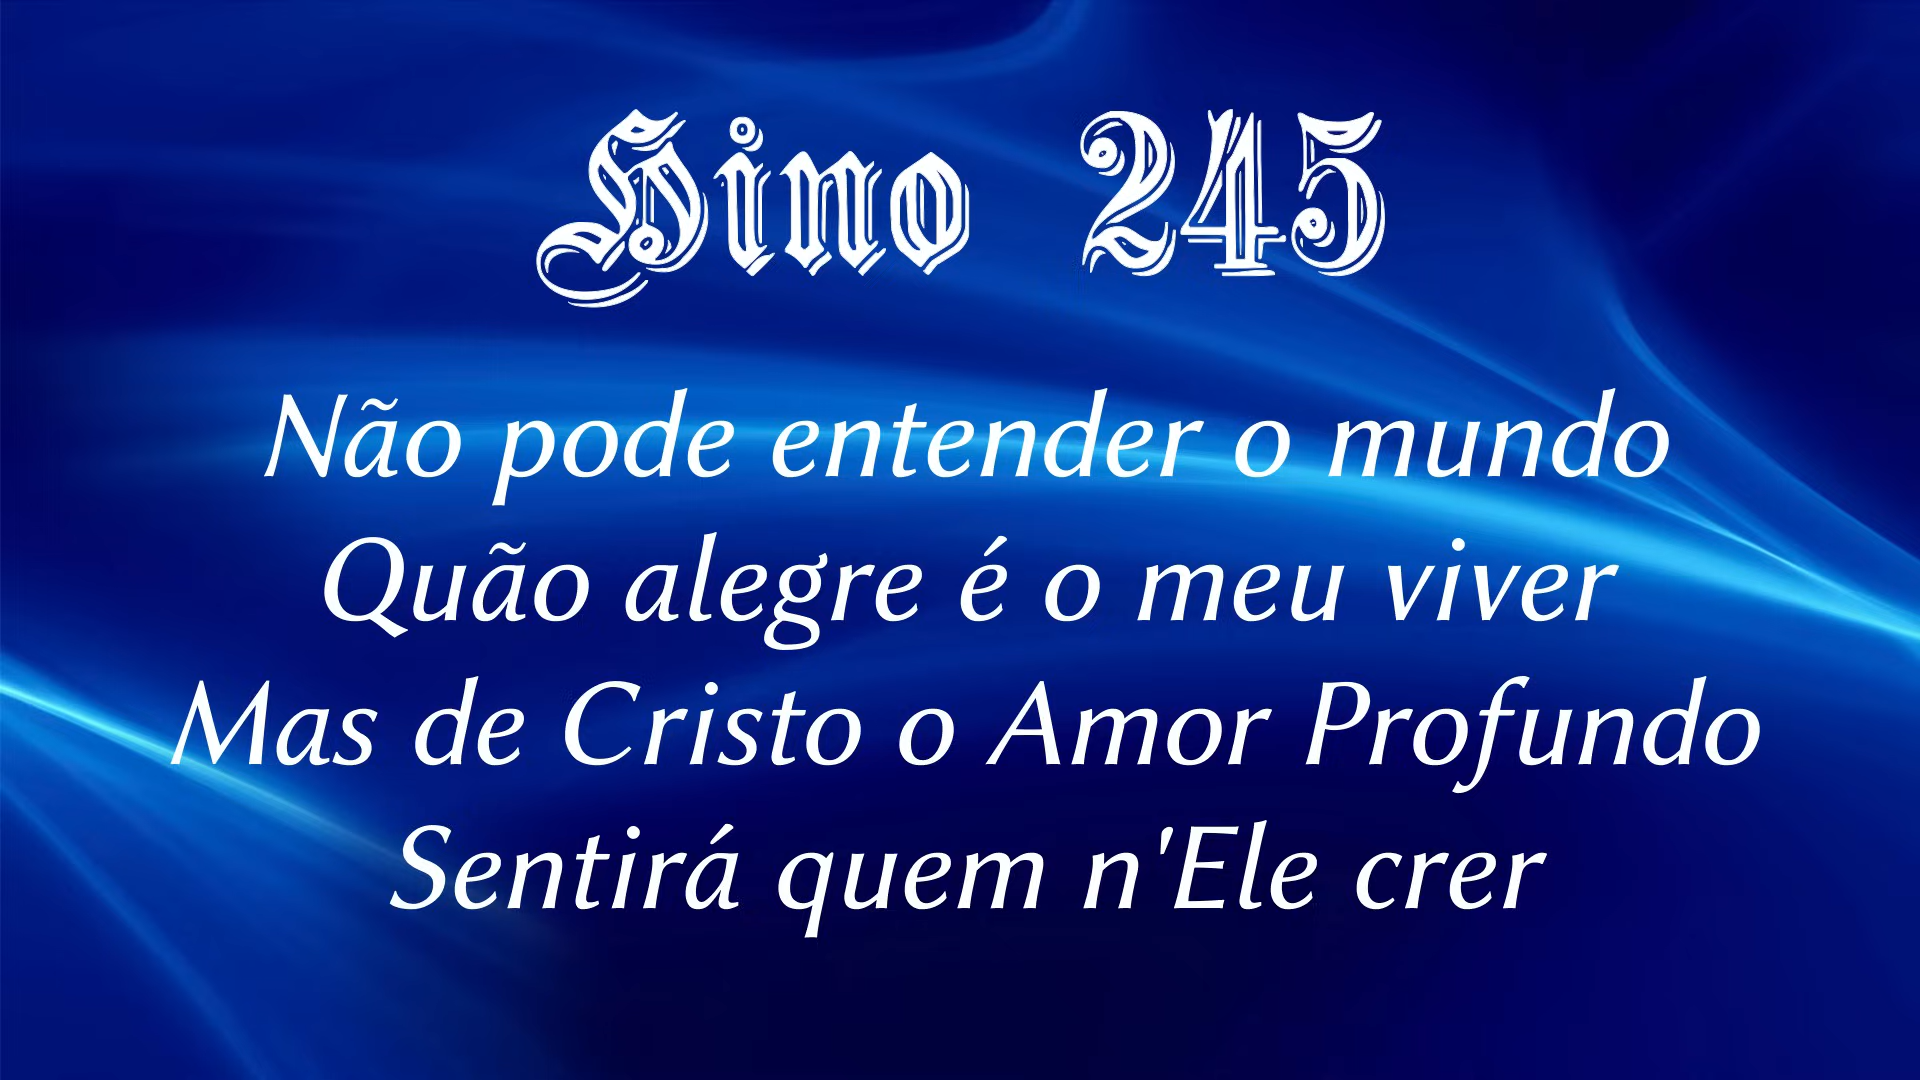 Hino 245
Não pode entender o mundo
Quão alegre é o meu viver
Mas de Cristo o Amor Profundo
Sentirá quem n'Ele crer